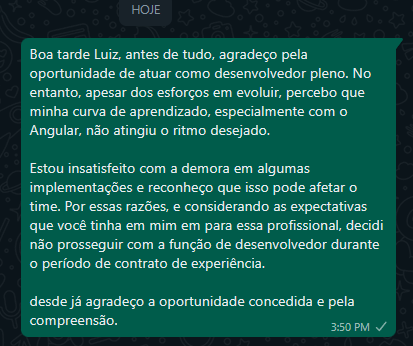 HOJE
Boa tarde Luiz, antes de tudo, agradeço pela
oportunidade de atuar como desenvolvedor pleno. No
entanto, apesar dos esforços em evoluir, percebo que
minha curva de aprendizado, especialmente com o
Angular, não atingiu o ritmo desejado.
Estou insatisfeito com a demora em algumas
implementações e reconheço que isso pode afetar o
time. Por essas razões, e considerando as expectativas
que você tinha em mim em para essa profissional, decidi
não prosseguir com a função de desenvolvedor durante
o período de contrato de experiência.
desde já agradeço a oportunidade concedida e pela
compreensão.
3:50 PM